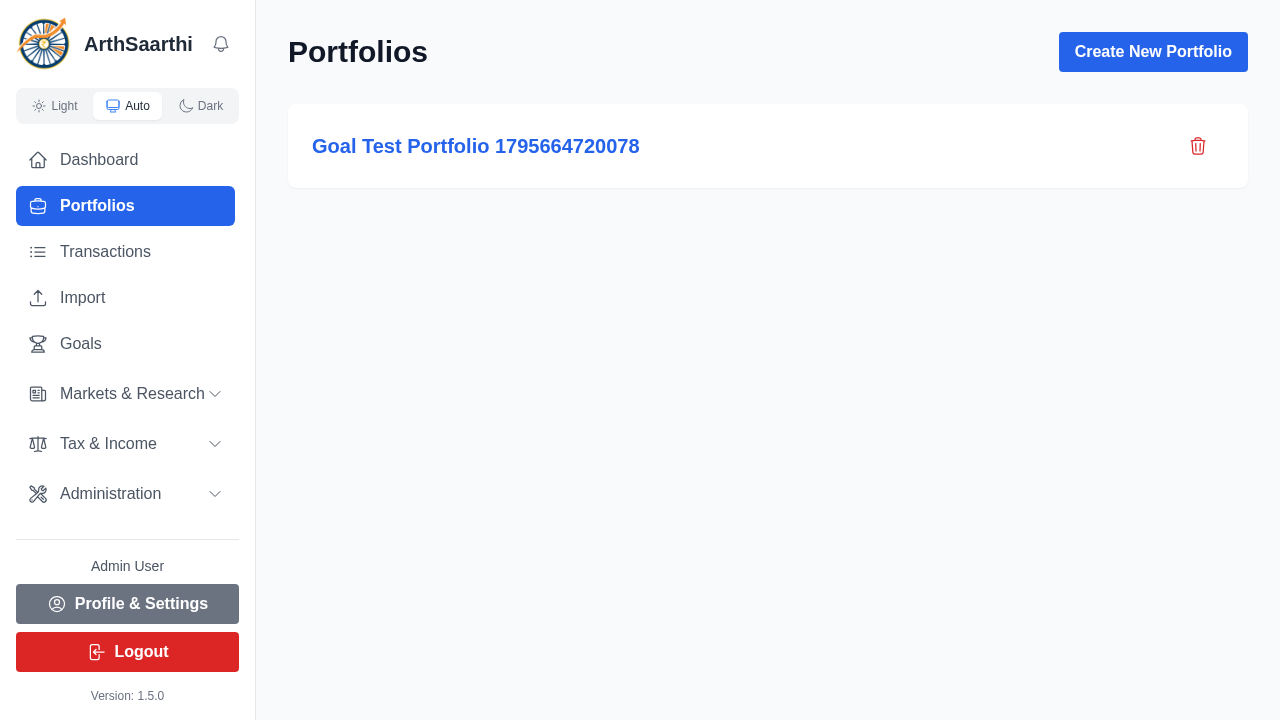 ArthSaarthi
Light
Auto
Dark
Dashboard
Portfolios
Transactions
Import
Goals
Markets & Research
Tax & Income
Administration
Admin User
Profile & Settings
Logout
Version: 1.5.0
Portfolios
Create New Portfolio
Goal Test Portfolio 1795664720078